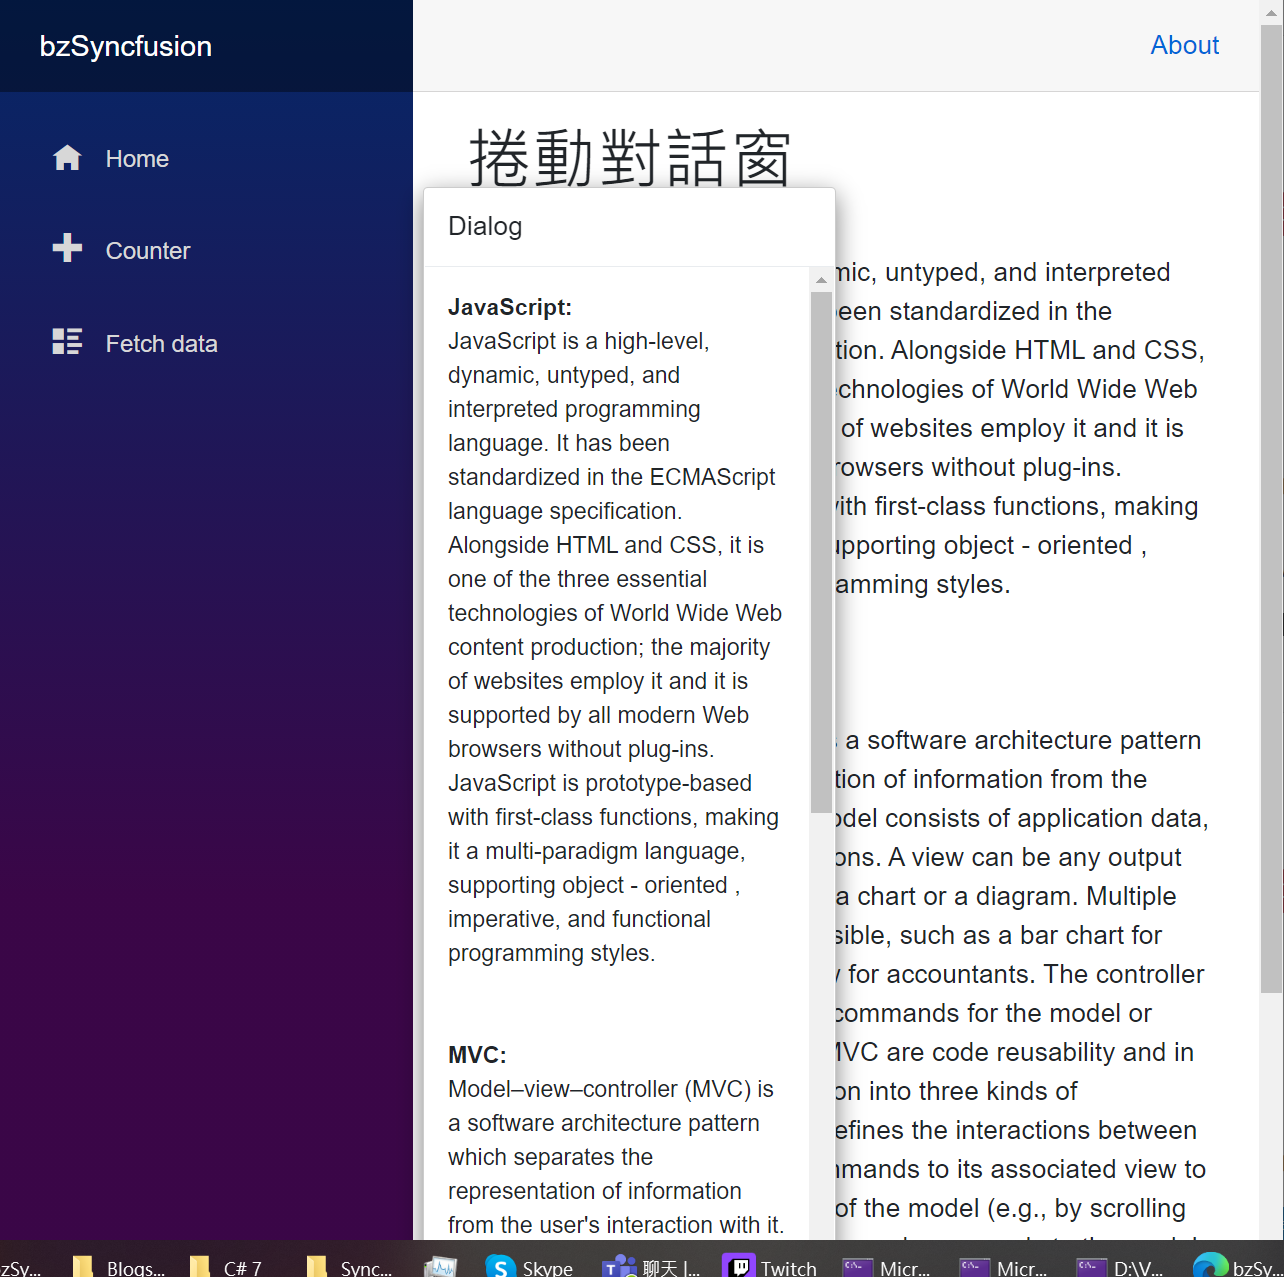 bzSyncfusion
About
Home
Counter
Fetch data
捲動對話窗
Dialog
JavaScript:
JavaScript is a high-level,
dynamic, untyped, and
interpreted programming
language. It has been
standardized in the ECMAScript
language specification.
Alongside HTML and CSS, it is
one of the three essential
technologies of World Wide Web
content production; the majority
of websites employ it and it is
supported by all modern Web
browsers without plug-ins.
JavaScript is prototype-based
with first-class functions, making
it a multi-paradigm language,
supporting object - oriented ,
imperative, and functional
programming styles.
MVC:
Model–view–controller (MVC) is
a software architecture pattern
which separates the
representation of information
from the user's interaction with it.
mic, untyped, and interpreted
een standardized in the
tion. Alongside HTML and CSS,
chnologies of World Wide Web
of websites employ it and it is
rowsers without plug-ins.
ith first-class functions, making
upporting object - oriented ,
amming styles.
a software architecture pattern
tion of information from the
odel consists of application data,
ons. A view can be any output
a chart or a diagram. Multiple
sible, such as a bar chart for
for accountants. The controller
commands for the model or
MVC are code reusability and in
on into three kinds of
efines the interactions between
mmands to its associated view to
of the model (e.g., by scrolling
zSy...
Blogs...
C# 7
Sync...
Skype
聊天 |...
Twitch
Micr...
Micr...
D:\V...
bzSy...